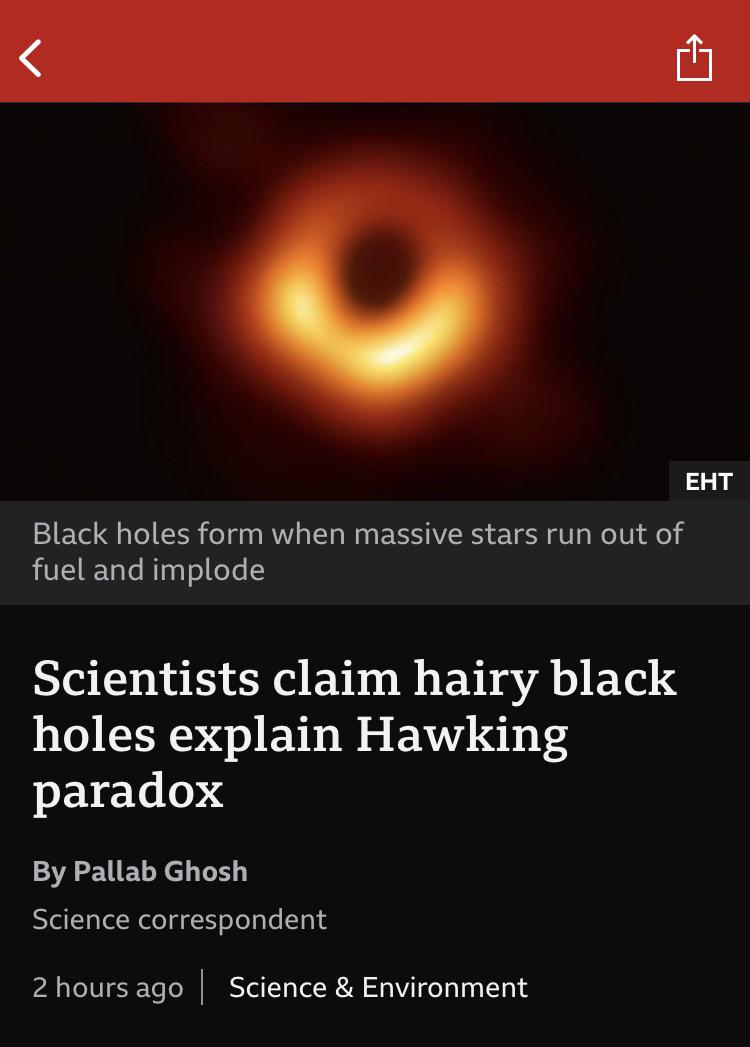 EHT
Black holes form when massive stars run out of
fuel and implode
Scientists claim hairy black
holes explain Hawking
paradox
By Pallab Ghosh
Science correspondent
2 hours ago | Science & Environment